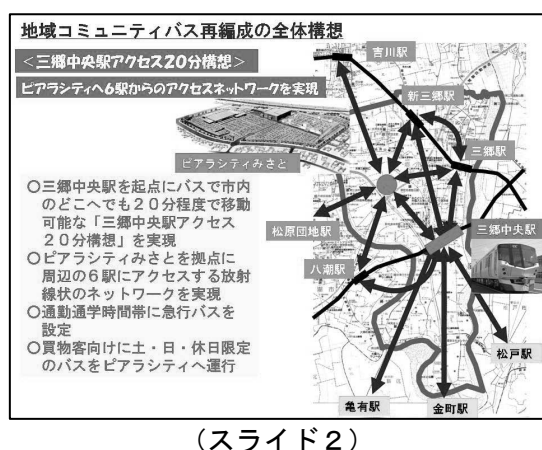 地域コミュニティバス再編成の全体構想
＜三郷中央駅アクセス２０分構想＞
ピアラシティへ６駅からのアクセスネットワークを実現
吉川駅
新三郷駅
三郷駅
ピアラシティみさと
○三郷中央駅を起点にバスで市内
のどこへでも２０分程度で移動
可能な「三郷中央駅アクセス
２０分構想」を実現
○ピアラシティみさとを拠点に
周辺の６駅にアクセスする放射
線状のネットワークを実現
○通勤通学時間帯に急行バスを
設定
○買物客向けに土・日・休日限定
のバスをピアラシティへ運行
松原団地駅
三郷中央駅
八潮駅
松戸駅
亀有駅
金町駅
（スライド２）